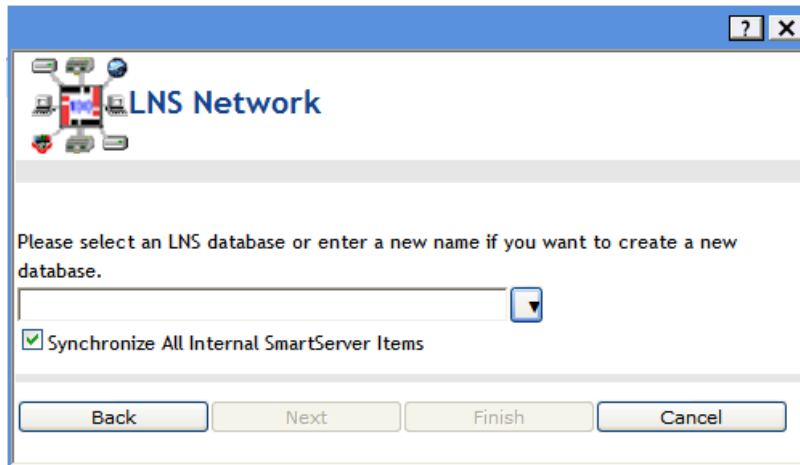 ?
LNS Network
Please select an LNS database or enter a new name if you want to create a new
database.
Synchronize All Internal SmartServer Items
Back Next Finish Cancel